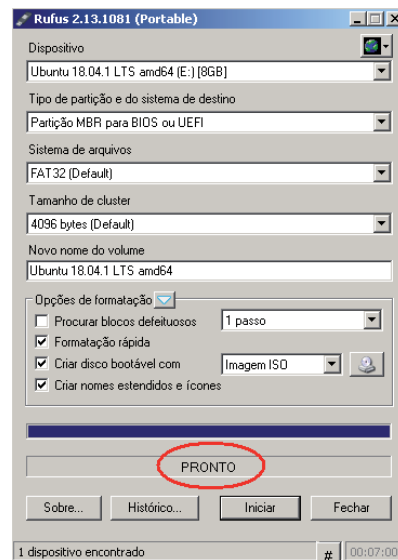 Rufus 2.13.1081 (Portable)
Dispositivo
Ubuntu 18.04.1 LTS amd64 (E:) [8GB]
Tipo de partição e do sistema de destino
Partição MBR para BIOS ou UEFI
Sistema de arquivos
FAT32 (Default)
Tamanho de cluster
4096 bytes (Default)
Novo nome do volume
Ubuntu 18.04.1 LTS amd64
Opções de formatação
Procurar blocos defeituosos 1 passo
Formatação rápida
Criar disco bootável com Imagem ISO
Criar nomes estendidos e ícones
PRONTO
Sobre... Histórico... Iniciar Fechar
1 dispositivo encontrado # 00:07:00